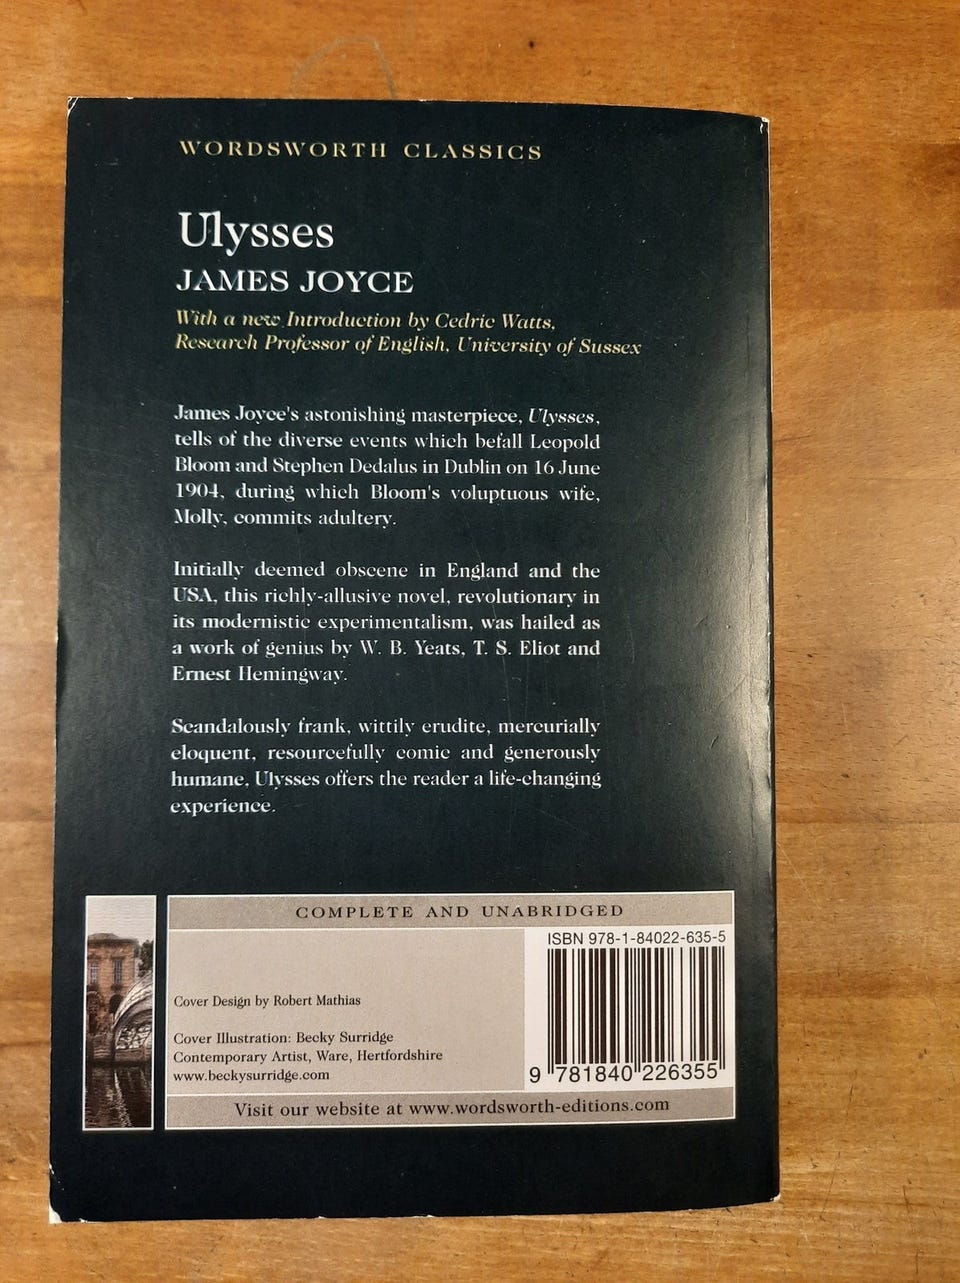 WORDSWORTH CLASSICS
Ulysses
JAMES JOYCE
With a new Introduction by Cedric Watts,
Research Professor of English, University of Sussex
James Joyce's astonishing masterpiece, Ulysses,
tells of the diverse events which befall Leopold
Bloom and Stephen Dedalus in Dublin on 16 June
1904, during which Bloom's voluptuous wife,
Molly, commits adultery.
Initially deemed obscene in England and the
USA, this richly-allusive novel, revolutionary in
its modernistic experimentalism, was hailed as
a work of genius by W. B. Yeats, T. S. Eliot and
Ernest Hemingway.
Scandalously frank, wittily erudite, mercurially
eloquent, resourcefully comic and generously
humane, Ulysses offers the reader a life-changing
experience.
COMPLETE AND UNABRIDGED
ISBN 978-1-84022-635-5
Cover Design by Robert Mathias
Cover Illustration: Becky Surridge
Contemporary Artist, Ware, Hertfordshire
www.beckysurridge.com
9 781840 226355
Visit our website at www.wordsworth-editions.com